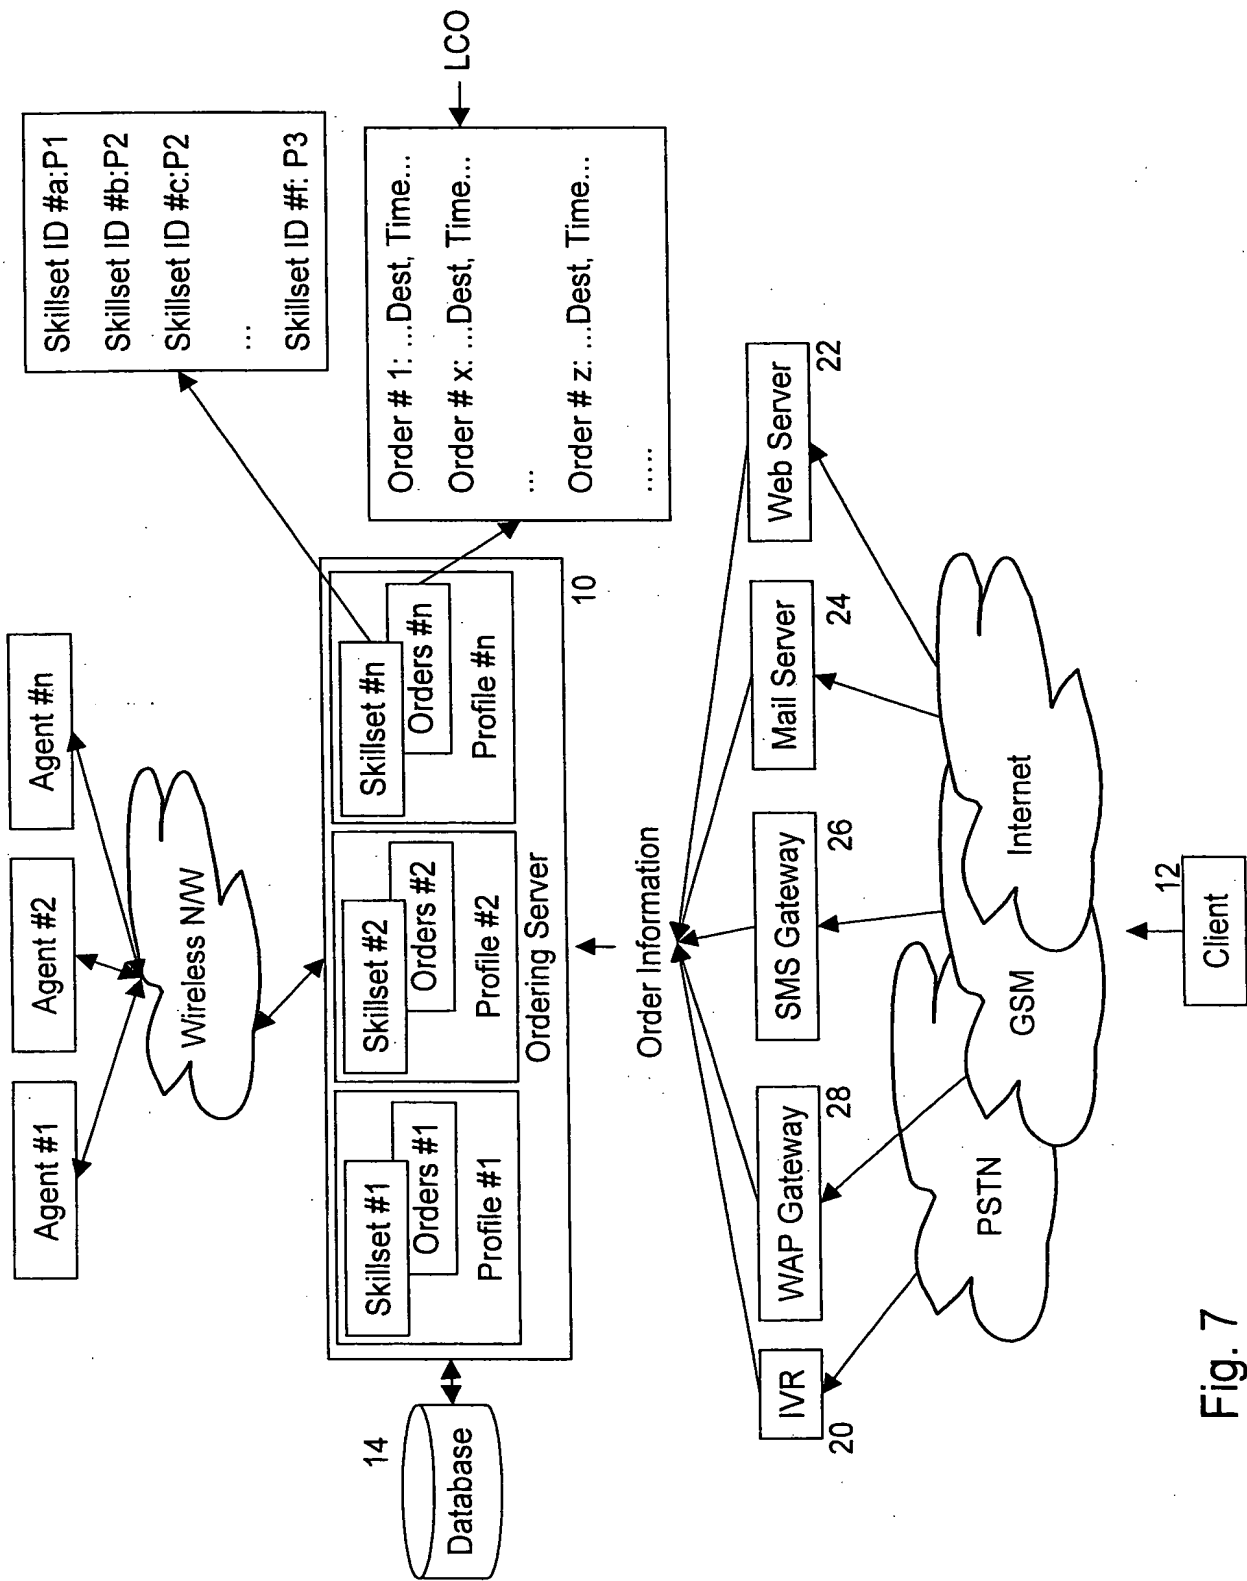 Agent #1
Agent #2
Agent #n
Wireless N/W
Skillset ID #a:P1
Skillset ID #b:P2
Skillset ID #c:P2
...
Skillset ID #f: P3
14
Database
Skillset #1
Orders #1
Profile #1
Skillset #2
Orders #2
Profile #2
Skillset #n
Orders #n
Profile #n
Ordering Server
10
Order # 1: ...Dest, Time...
Order # x: ...Dest, Time...
...
Order # z: ...Dest, Time...
.....
LCO
Order Information
IVR
20
WAP Gateway
28
SMS Gateway
26
Mail Server
24
Web Server
22
PSTN
GSM
Internet
12
Client
Fig. 7